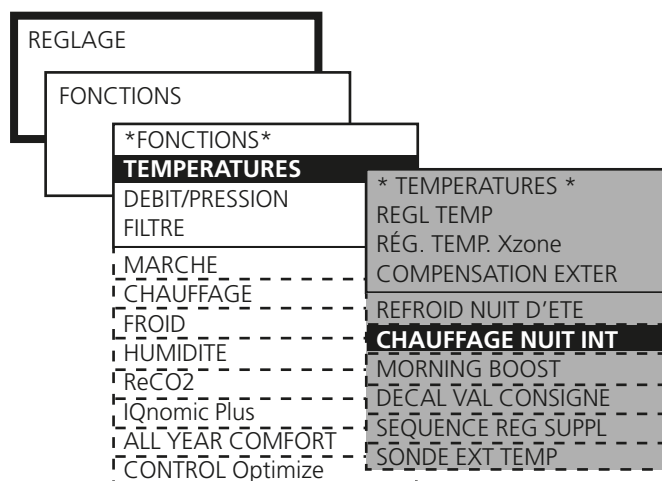 REGLAGE
FONCTIONS
*FONCTIONS*
TEMPERATURES
DEBIT/PRESSION
FILTRE
MARCHE
CHAUFFAGE
FROID
HUMIDITE
ReCO2
IQnomic Plus
ALL YEAR COMFORT
CONTROL Optimize
* TEMPERATURES *
REGL TEMP
RÉG. TEMP. Xzone
COMPENSATION EXTER
REFROID NUIT D'ETE
CHAUFFAGE NUIT INT
MORNING BOOST
DECAL VAL CONSIGNE
SEQUENCE REG SUPPL
SONDE EXT TEMP